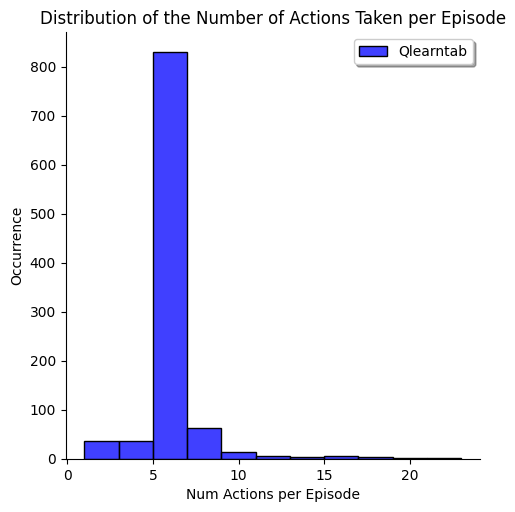 Distribution of the Number of Actions Taken per Episode
Qlearntab
800
700
600
500
400
300
200
100
0
Occurrence
0 5 10 15 20
Num Actions per Episode